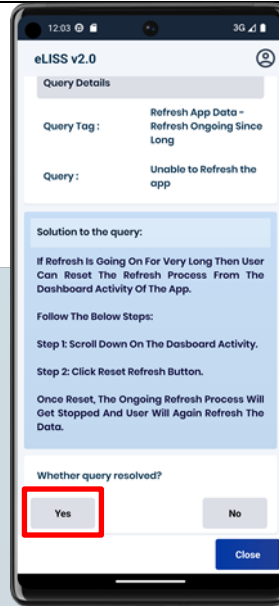 12:03 3G
eLISS v2.0
Query Details
Query Tag :
Refresh App Data -
Refresh Ongoing Since
Long
Query :
Unable to Refresh the
app
Solution to the query:
If Refresh Is Going On For Very Long Then User
Can Reset The Refresh Process From The
Dashboard Activity Of The App.
Follow The Below Steps:
Step 1: Scroll Down On The Dasboard Activity.
Step 2: Click Reset Refresh Button.
Once Reset, The Ongoing Refresh Process Will
Get Stopped And User Will Again Refresh The
Data.
Whether query resolved?
Yes No
Close